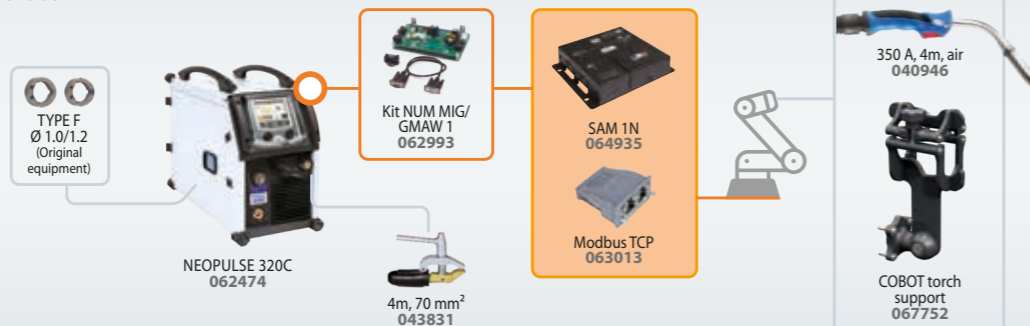 TYPE F
Ø 1.0/1.2
(Original
equipment)
NEOPULSE 320C
062474
Kit NUM MIG/
GMAW 1
062993
4m, 70 mm²
043831
SAM 1N
064935
Modbus TCP
063013
350 A, 4m, air
040946
COBOT torch
support
067752